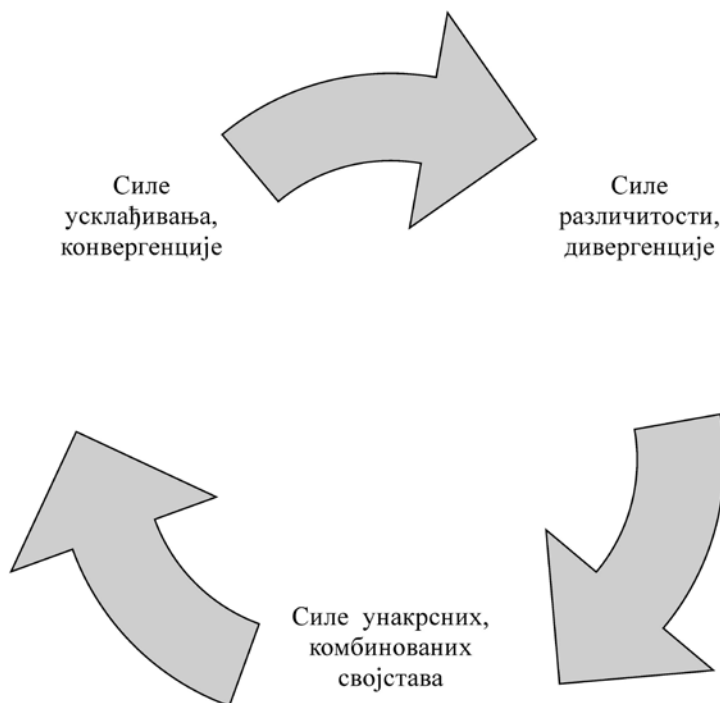 Силе
усклађивања,
конвергенције
Силе
различитости,
дивергенције
Силе унакрсних,
комбинованих
својстава